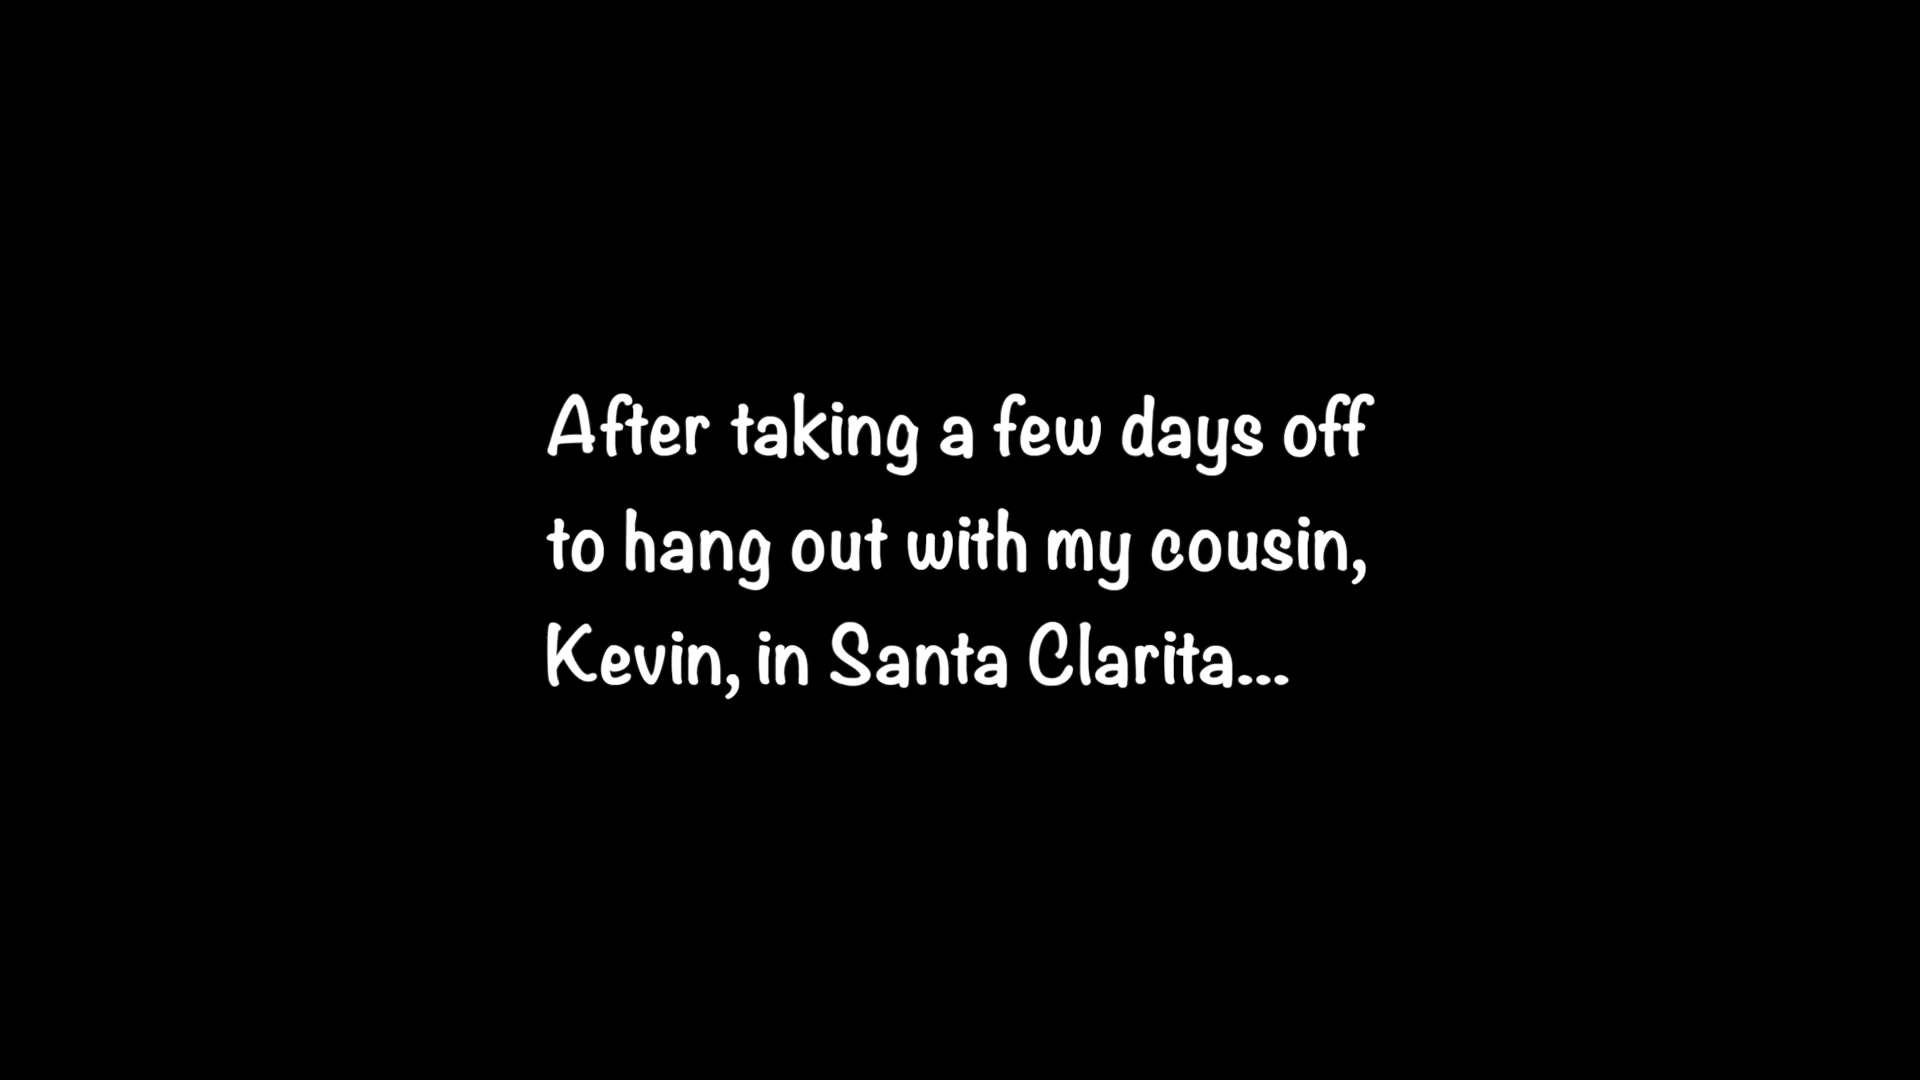 After taking a few days off
to hang out with my cousin,
Kevin, in Santa Clarita...